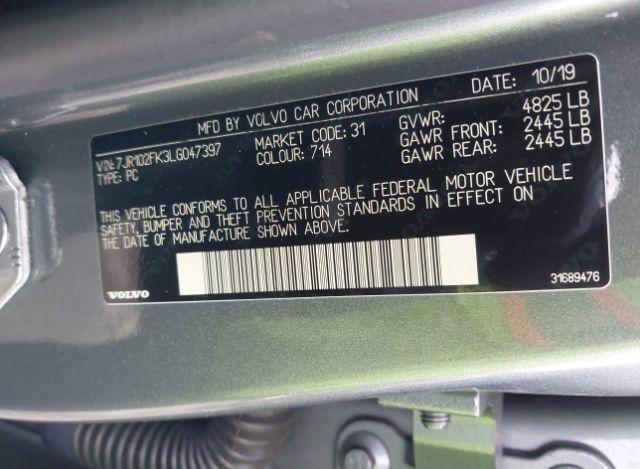 MFD BY VOLVO CAR CORPORATION DATE: 10/19
VIN: 7JR102FK3LG047397 MARKET CODE: 31 GVWR: 4825 LB
TYPE: PC COLOUR: 714 GAWR FRONT: 2445 LB
GAWR REAR: 2445 LB
THIS VEHICLE CONFORMS TO ALL APPLICABLE FEDERAL MOTOR VEHICLE
SAFETY, BUMPER AND THEFT PREVENTION STANDARDS IN EFFECT ON
THE DATE OF MANUFACTURE SHOWN ABOVE.
VOLVO 31689476